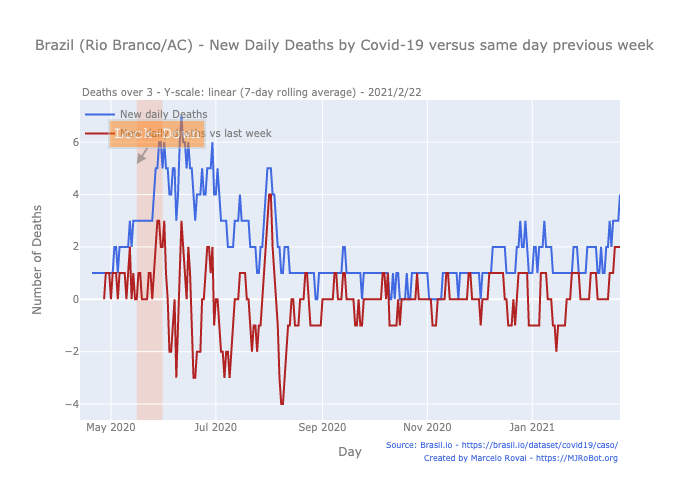 Brazil (Rio Branco/AC) - New Daily Deaths by Covid-19 versus same day previous week
Deaths over 3 - Y-scale: linear (7-day rolling average) - 2021/2/22
New daily Deaths
New daily Deaths vs last week
Lock Down
Number of Deaths
6
4
2
0
−2
−4
May 2020
Jul 2020
Sep 2020
Nov 2020
Jan 2021
Day
Source: Brasil.io - https://brasil.io/dataset/covid19/caso/
Created by Marcelo Rovai - https://MJRoBot.org